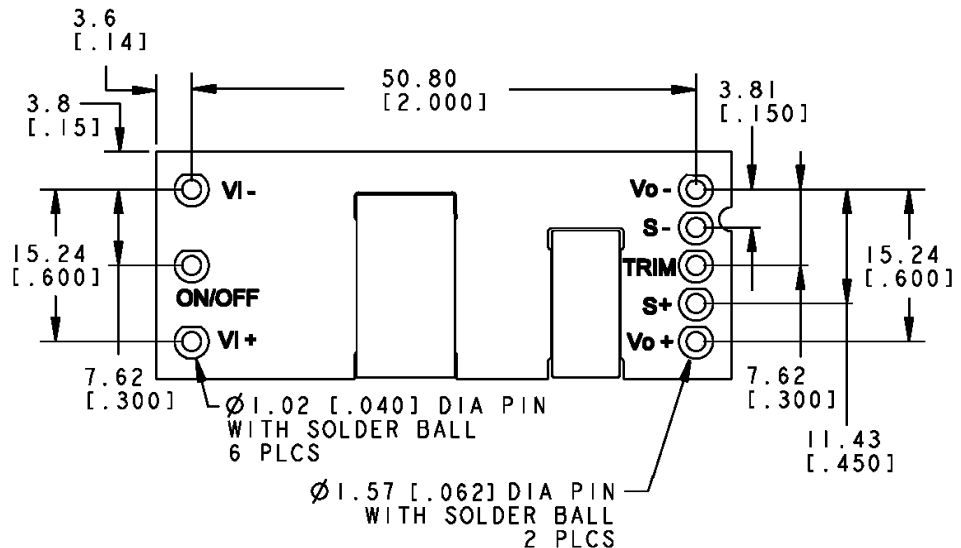 3.6
[.14]
3.8
[.15]
50.80
[2.000]
3.81
[.150]
VI -
Vo -
S -
15.24
[.600]
TRIM
15.24
[.600]
ON/OFF
S+
VI +
Vo +
7.62
[.300]
7.62
[.300]
Ø1.02 [.040] DIA PIN
WITH SOLDER BALL
6 PLCS
11.43
[.450]
Ø1.57 [.062] DIA PIN
WITH SOLDER BALL
2 PLCS